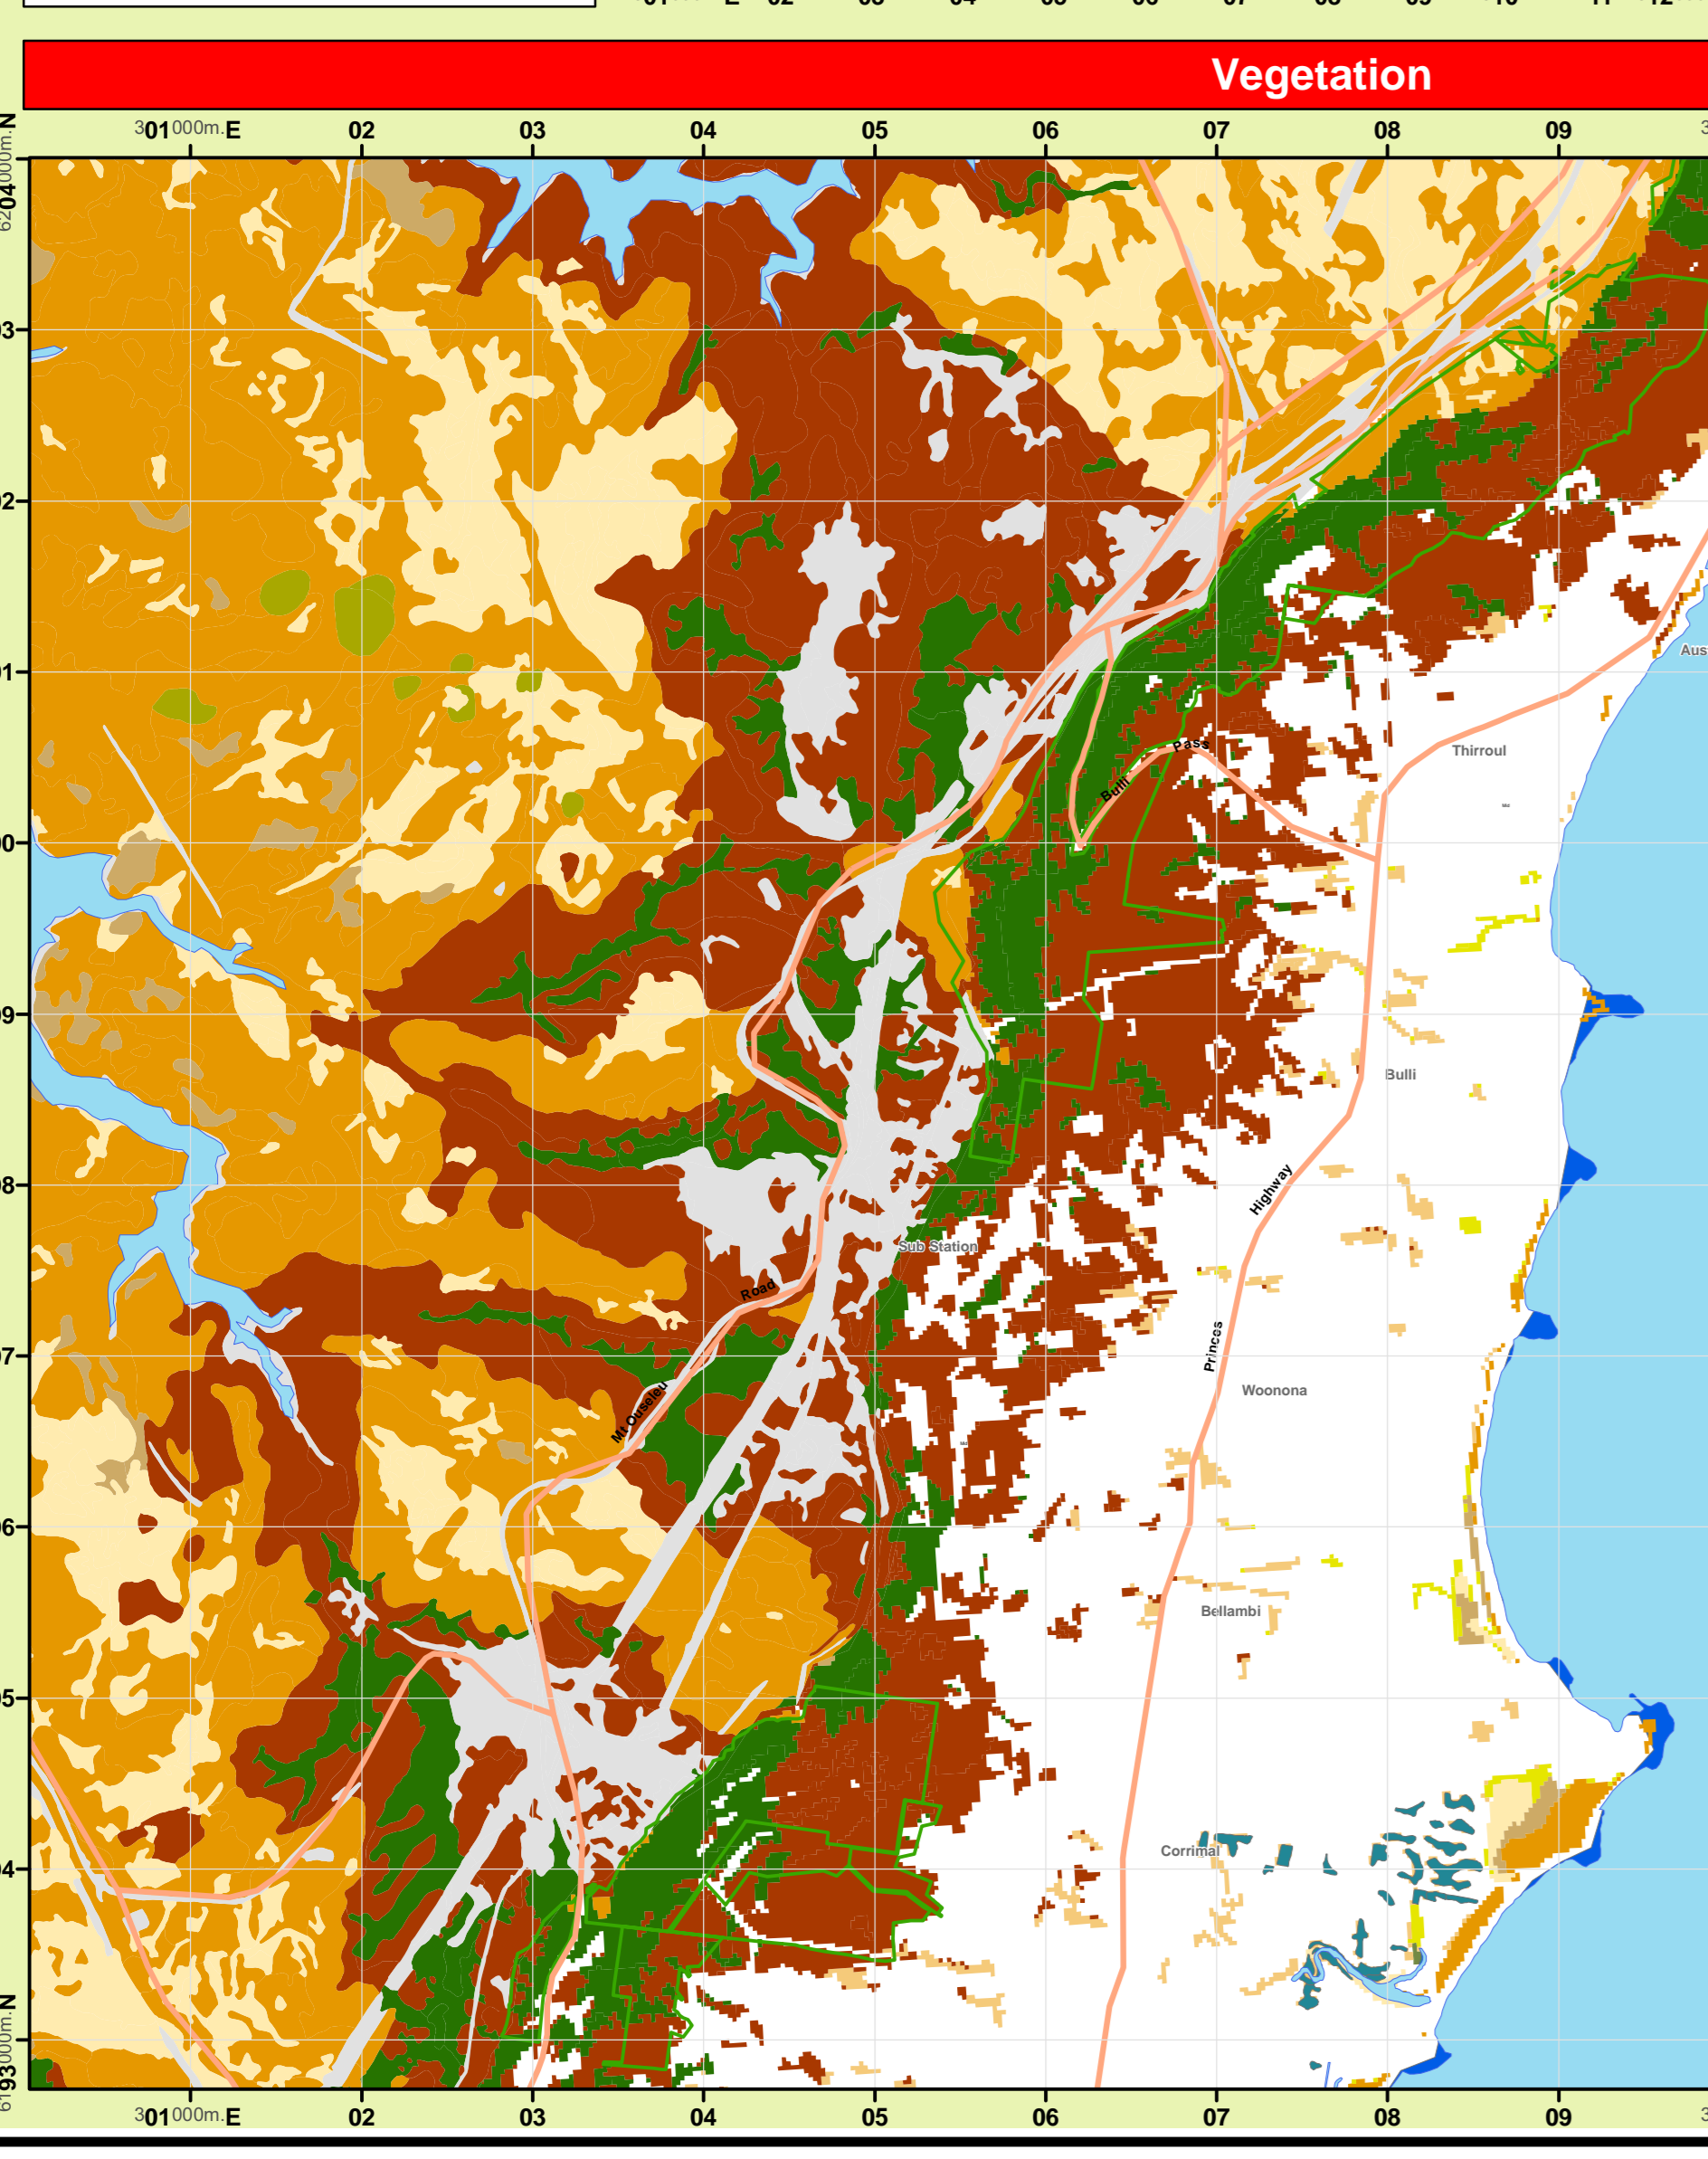 Vegetation
301000m.E 02 03 04 05 06 07 08 09
6204000m.N
03
02
01
00
99
98
97
96
95
94
6193000m.N
Pass
Bulli
Thirroul
Bulli
Highway
Sub Station
Road
Princes
Woonona
Mt Ouseleu
Bellambi
Corrimal
301000m.E 02 03 04 05 06 07 08 09